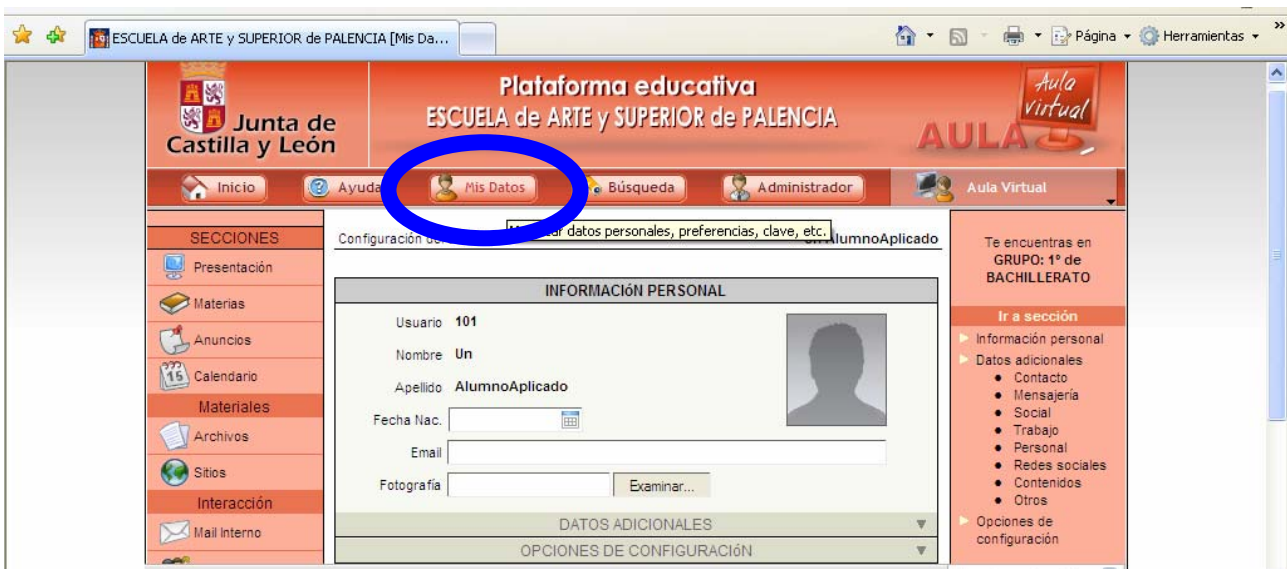 ESCUELA de ARTE y SUPERIOR de PALENCIA [Mis Da...
Página
Herramientas
»
Junta de
Castilla y León
Plataforma educativa
ESCUELA de ARTE y SUPERIOR de PALENCIA
Aula
virtual
AULA
Inicio
Ayuda
Mis Datos
Búsqueda
Administrador
Aula Virtual
SECCIONES
Presentación
Materias
Anuncios
Calendario
Materiales
Archivos
Sitios
Interacción
Mail Interno
Configuración
datos personales, preferencias, clave, etc.
AlumnoAplicado
INFORMACIóN PERSONAL
Usuario 101
Nombre Un
Apellido AlumnoAplicado
Fecha Nac.
Email
Fotografía Examinar...
DATOS ADICIONALES
OPCIONES DE CONFIGURACIóN
Te encuentras en
GRUPO: 1º de
BACHILLERATO
Ir a sección
Información personal
Datos adicionales
• Contacto
• Mensajería
• Social
• Trabajo
• Personal
• Redes sociales
• Contenidos
• Otros
Opciones de
configuración